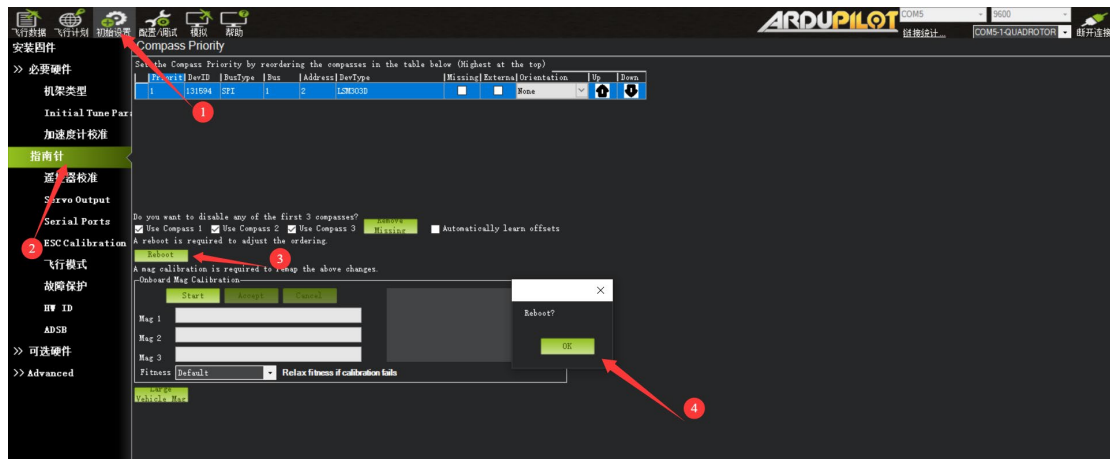 飞行数据 飞行计划 初始设置 配置/调试 模拟 帮助
ARDUPILOT
COM5 9600
链接统计... COM5-1-QUADROTOR 断开连接
安装固件
>> 必要硬件
机架类型
Initial Tune Par
加速度计校准
指南针
遥控器校准
Servo Output
Serial Ports
ESC Calibration
飞行模式
故障保护
HW ID
ADSB
>> 可选硬件
>> Advanced
Compass Priority
Set the Compass Priority by reordering the compasses in the table below (Highest at the top)
Priorit DevID BusType Bus Address DevType Missing Externa Orientation Up Down
1 131594 SPI 1 2 LSM303D None
Do you want to disable any of the first 3 compasses?
Use Compass 1 Use Compass 2 Use Compass 3 Remove Missing Automatically learn offsets
A reboot is required to adjust the ordering.
Reboot
A mag calibration is required to remap the above changes.
Onboard Mag Calibration
Start Accept Cancel
Mag 1
Mag 2
Mag 3
Fitness Default Relax fitness if calibration fails
Large
Vehicle Mag
Reboot?
OK
1
2
3
4